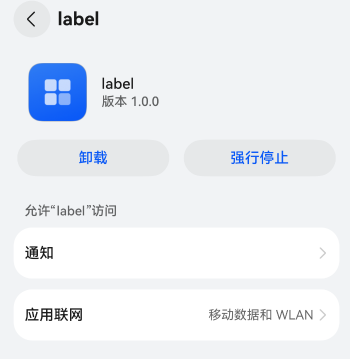 label
label
版本 1.0.0
卸载
强行停止
允许“label”访问
通知
应用联网
移动数据和 WLAN